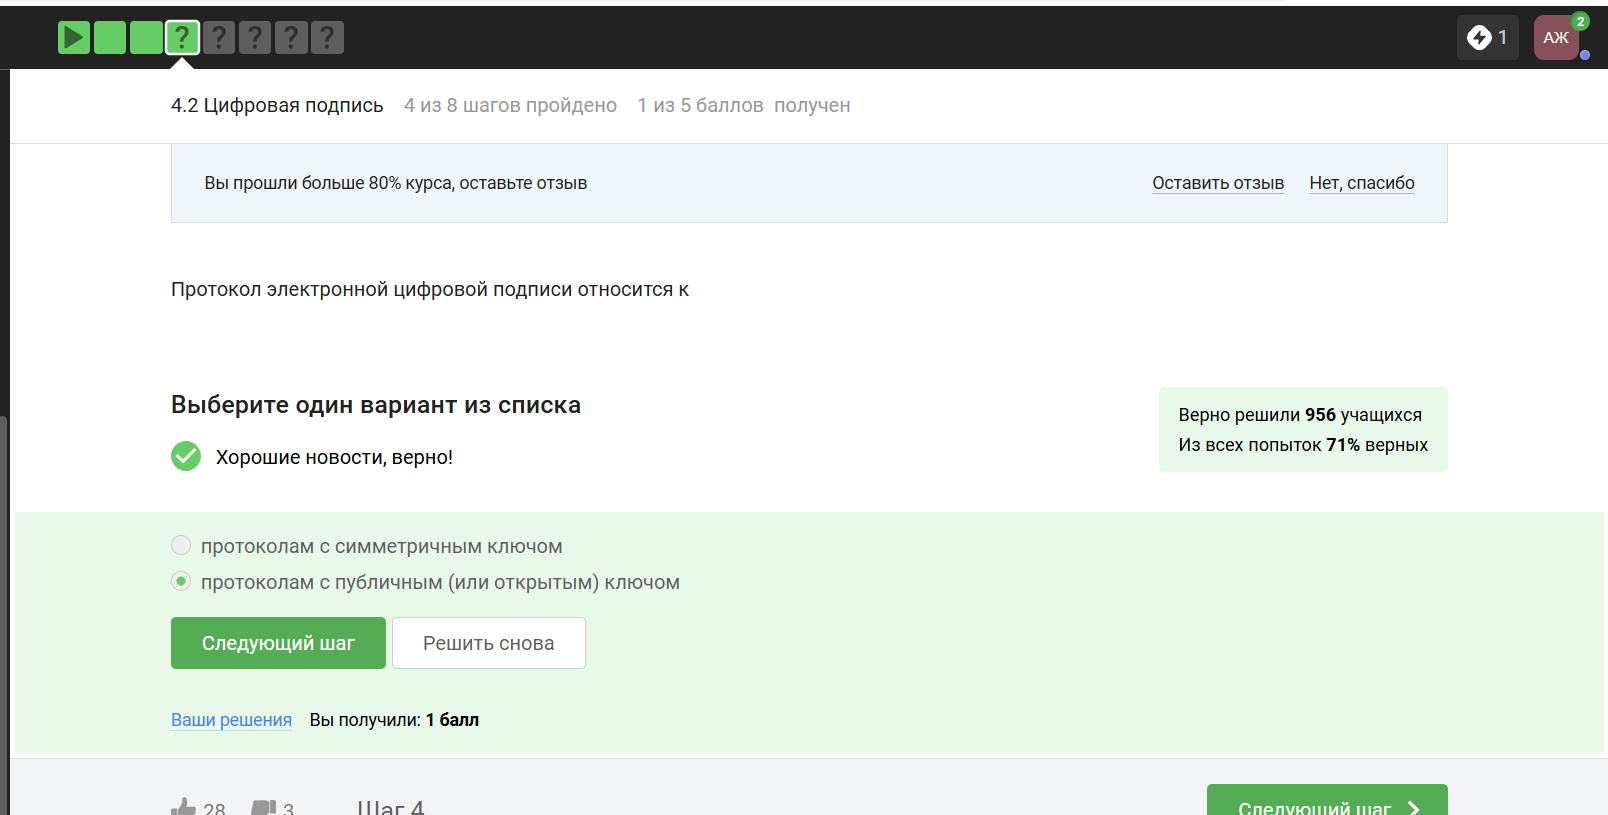 ? ? ? ? ?
1
АЖ
2
4.2 Цифровая подпись 4 из 8 шагов пройдено 1 из 5 баллов получен
Вы прошли больше 80% курса, оставьте отзыв Оставить отзыв Нет, спасибо
Протокол электронной цифровой подписи относится к
Выберите один вариант из списка
Хорошие новости, верно!
Верно решили 956 учащихся
Из всех попыток 71% верных
протоколам с симметричным ключом
протоколам с публичным (или открытым) ключом
Следующий шаг Решить снова
Ваши решения Вы получили: 1 балл
28 3 Шаг 4 Следующий шаг